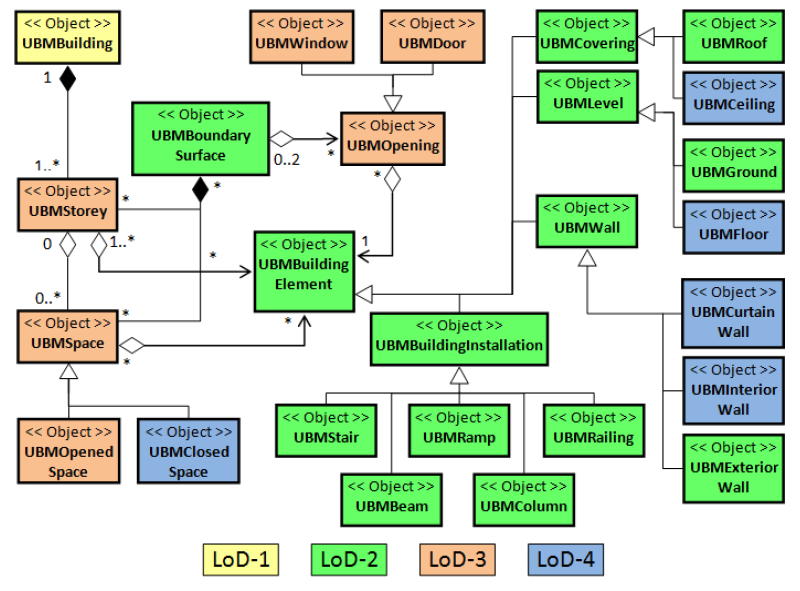 << Object >>
UBMBuilding
<< Object >>
UBMWindow
<< Object >>
UBMDoor
<< Object >>
UBMCovering
<< Object >>
UBMRoof
1
<< Object >>
UBMCeiling
<< Object >>
UBMLevel
<< Object >>
UBMBoundary
Surface
0..2
*
<< Object >>
UBMOpening
1..*
*
*
<< Object >>
UBMGround
<< Object >>
UBMStorey
*
<< Object >>
UBMWall
<< Object >>
UBMFloor
0
1..*
*
1
<< Object >>
UBMBuilding
Element
0..*
*
*
<< Object >>
UBMSpace
*
<< Object >>
UBMBuildingInstallation
<< Object >>
UBMCurtain
Wall
<< Object >>
UBMInterior
Wall
<< Object >>
UBMOpened
Space
<< Object >>
UBMClosed
Space
<< Object >>
UBMStair
<< Object >>
UBMRamp
<< Object >>
UBMRailing
<< Object >>
UBMExterior
Wall
<< Object >>
UBMBeam
<< Object >>
UBMColumn
LoD-1
LoD-2
LoD-3
LoD-4